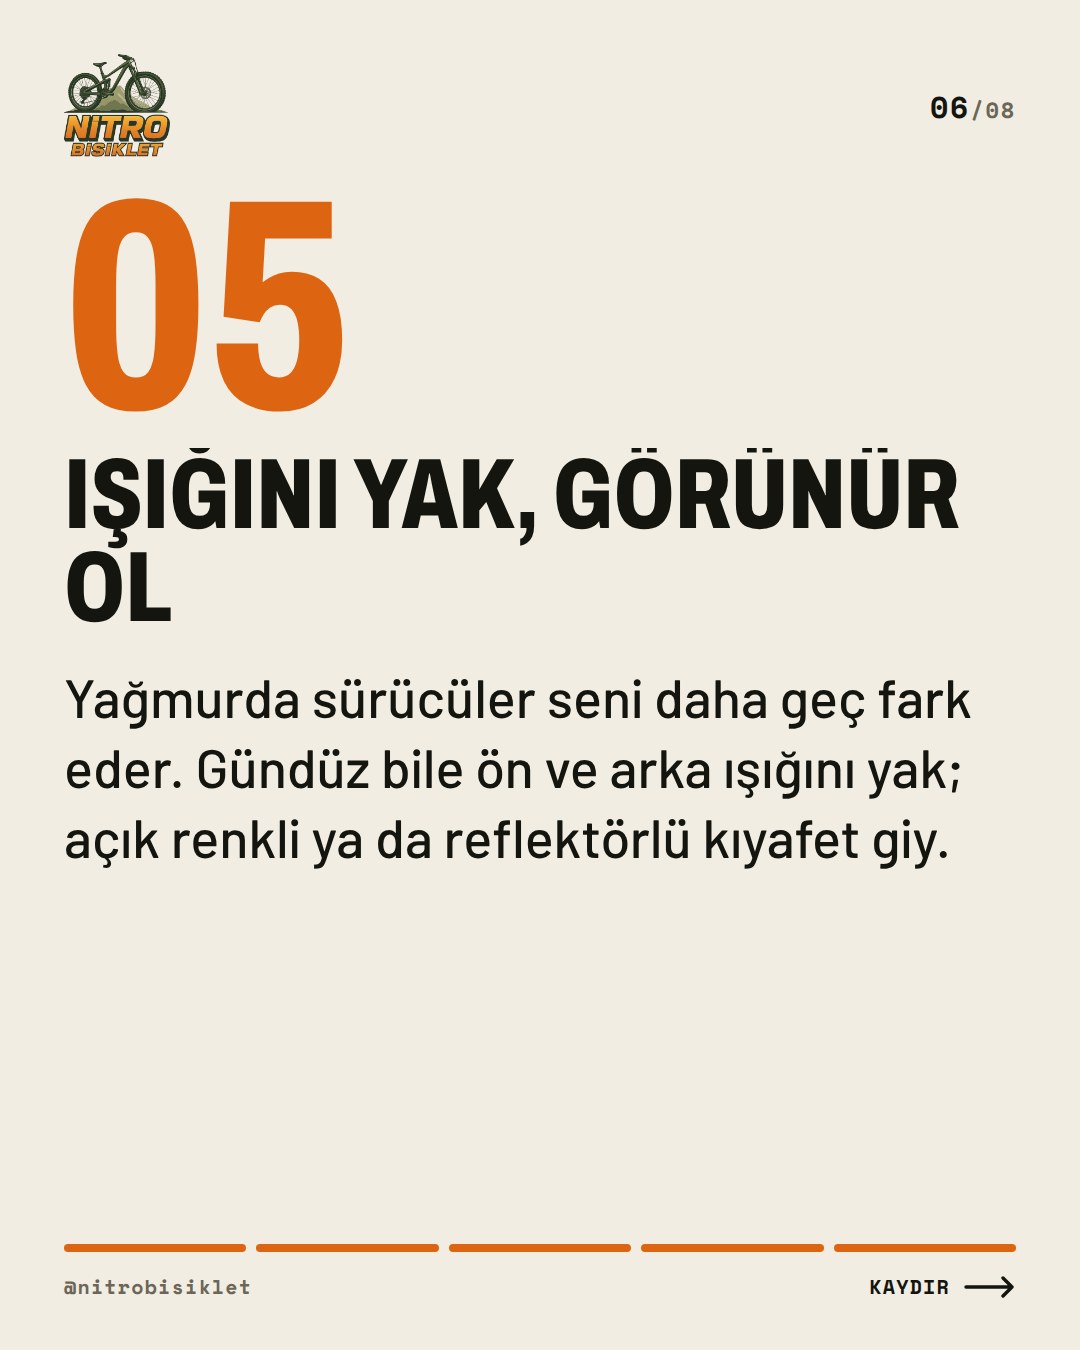 NiTRO
BISIKLET
06/08
05
IŞIĞINI YAK, GÖRÜNÜR
OL
Yağmurda sürücüler seni daha geç fark
eder. Gündüz bile ön ve arka ışığını yak;
açık renkli ya da reflektörlü kıyafet giy.
@nitrobisiklet
KAYDIR